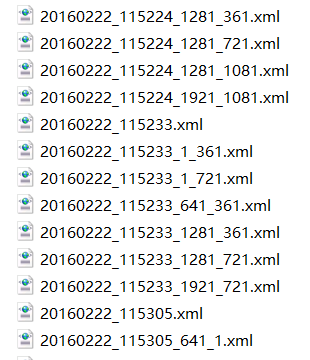 20160222_115224_1281_361.xml
20160222_115224_1281_721.xml
20160222_115224_1281_1081.xml
20160222_115224_1921_1081.xml
20160222_115233.xml
20160222_115233_1_361.xml
20160222_115233_1_721.xml
20160222_115233_641_361.xml
20160222_115233_1281_361.xml
20160222_115233_1281_721.xml
20160222_115233_1921_721.xml
20160222_115305.xml
20160222_115305_641_1.xml